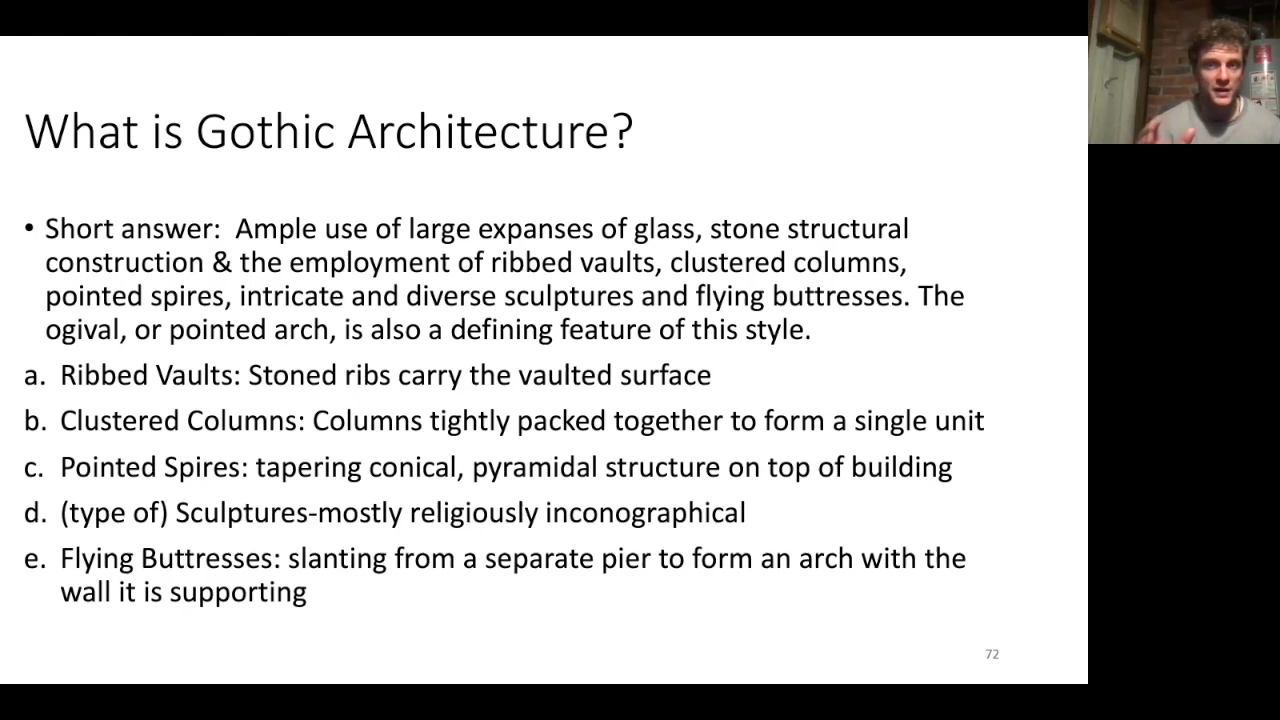 What is Gothic Architecture?
• Short answer:  Ample use of large expanses of glass, stone structural
construction & the employment of ribbed vaults, clustered columns,
pointed spires, intricate and diverse sculptures and flying buttresses. The
ogival, or pointed arch, is also a defining feature of this style.
a. Ribbed Vaults: Stoned ribs carry the vaulted surface
b. Clustered Columns: Columns tightly packed together to form a single unit
c. Pointed Spires: tapering conical, pyramidal structure on top of building
d. (type of) Sculptures-mostly religiously inconographical
e. Flying Buttresses: slanting from a separate pier to form an arch with the
wall it is supporting
72